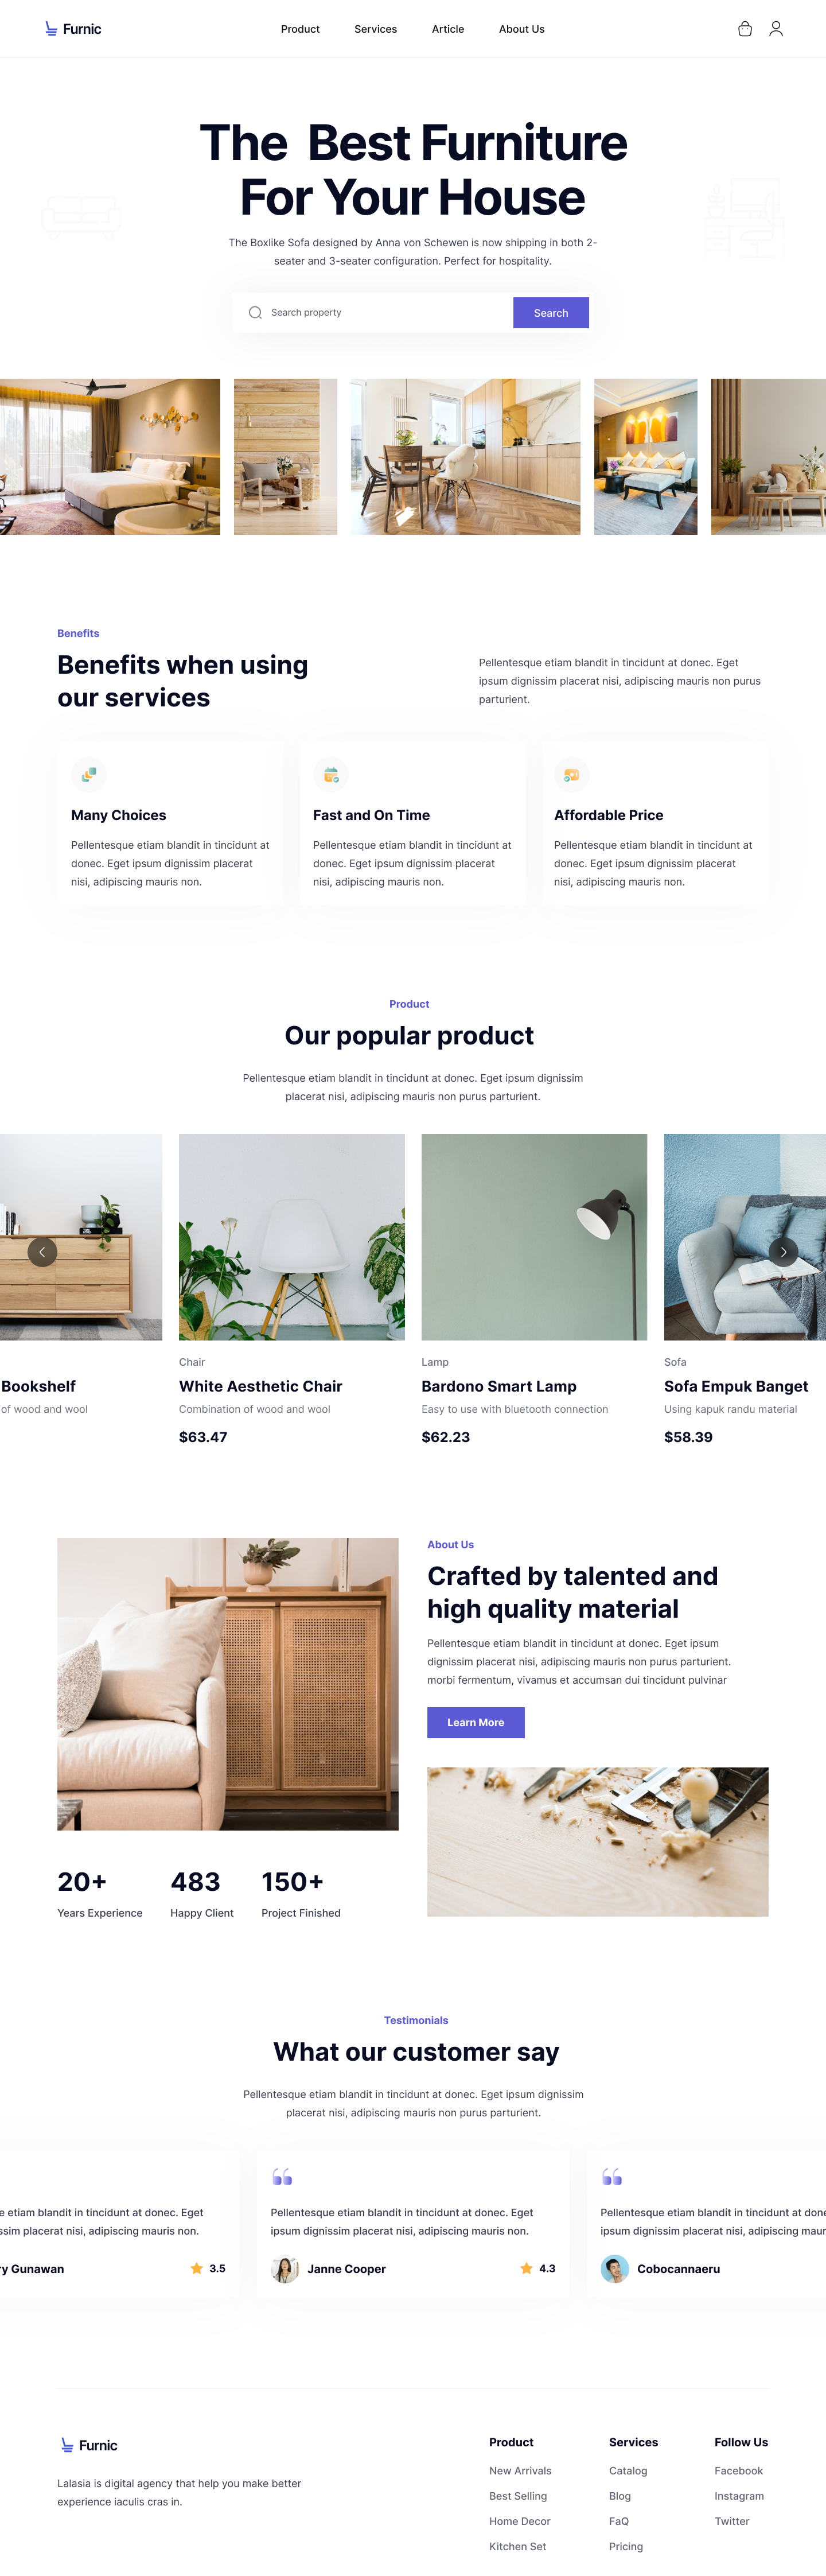 Furnic
Product
Services
Article
About Us
The Best Furniture
For Your House
The Boxlike Sofa designed by Anna von Schewen is now shipping in both 2-
seater and 3-seater configuration. Perfect for hospitality.
Search property
Search
Benefits
Benefits when using
our services
Pellentesque etiam blandit in tincidunt at donec. Eget
ipsum dignissim placerat nisi, adipiscing mauris non purus
parturient.
Many Choices
Pellentesque etiam blandit in tincidunt at
donec. Eget ipsum dignissim placerat
nisi, adipiscing mauris non.
Fast and On Time
Pellentesque etiam blandit in tincidunt at
donec. Eget ipsum dignissim placerat
nisi, adipiscing mauris non.
Affordable Price
Pellentesque etiam blandit in tincidunt at
donec. Eget ipsum dignissim placerat
nisi, adipiscing mauris non.
Product
Our popular product
Pellentesque etiam blandit in tincidunt at donec. Eget ipsum dignissim
placerat nisi, adipiscing mauris non purus parturient.
Bookshelf
of wood and wool
Chair
White Aesthetic Chair
Combination of wood and wool
$63.47
Lamp
Bardono Smart Lamp
Easy to use with bluetooth connection
$62.23
Sofa
Sofa Empuk Banget
Using kapuk randu material
$58.39
About Us
Crafted by talented and
high quality material
Pellentesque etiam blandit in tincidunt at donec. Eget ipsum
dignissim placerat nisi, adipiscing mauris non purus parturient.
morbi fermentum, vivamus et accumsan dui tincidunt pulvinar
Learn More
20+
Years Experience
483
Happy Client
150+
Project Finished
Testimonials
What our customer say
Pellentesque etiam blandit in tincidunt at donec. Eget ipsum dignissim
placerat nisi, adipiscing mauris non purus parturient.
etiam blandit in tincidunt at donec. Eget
placerat nisi, adipiscing mauris non.
Gunawan
3.5
Pellentesque etiam blandit in tincidunt at donec. Eget
ipsum dignissim placerat nisi, adipiscing mauris non.
Janne Cooper
4.3
Pellentesque etiam blandit in tincidunt at
ipsum dignissim placerat nisi, adipiscing
Cobocannaeru
Furnic
Lalasia is digital agency that help you make better
experience iaculis cras in.
Product
New Arrivals
Best Selling
Home Decor
Kitchen Set
Services
Catalog
Blog
FaQ
Pricing
Follow Us
Facebook
Instagram
Twitter